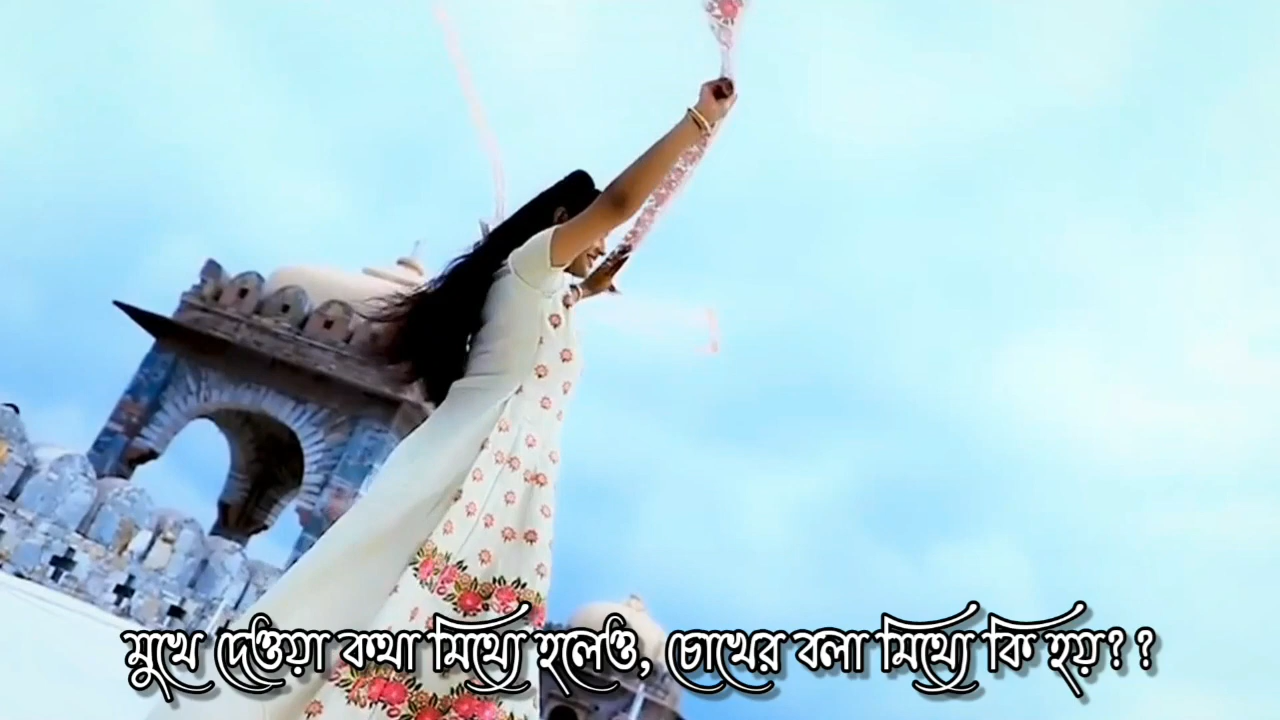 মুখে দেওয়া কথা মিথ্যে হলেও, চোখের বলা মিথ্যে কি হয়??